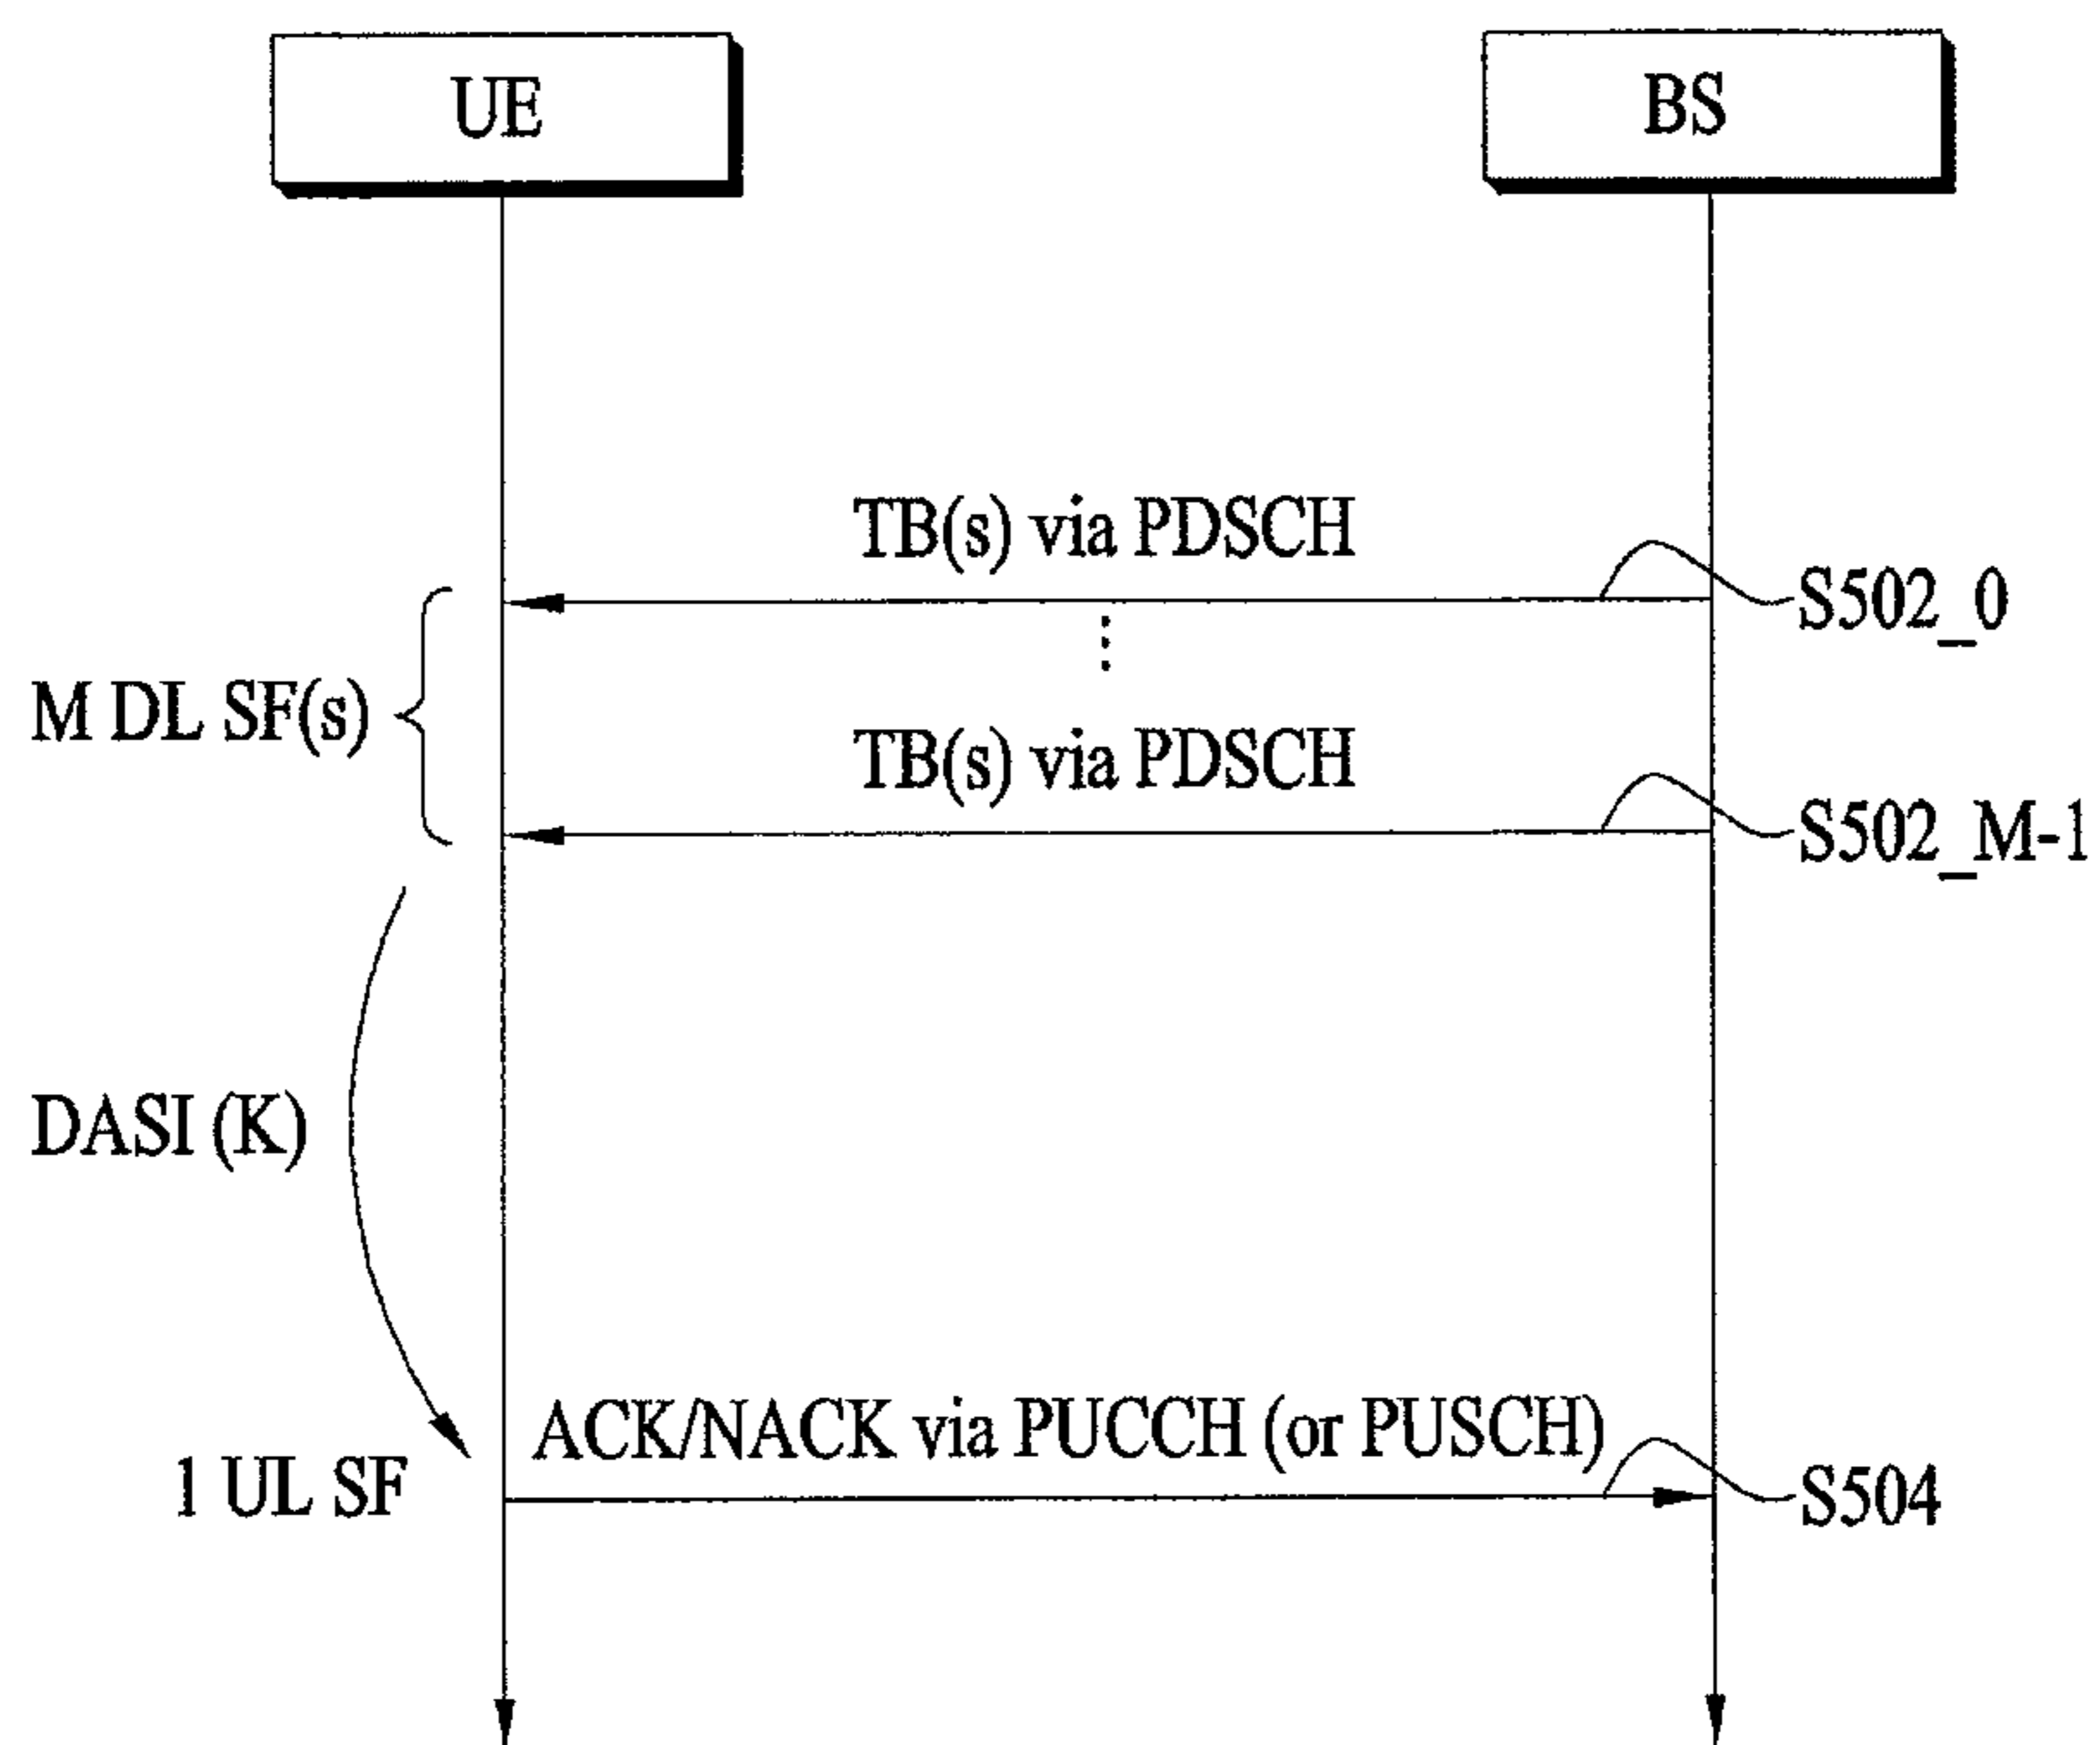 UE
BS
TB(s) via PDSCH
S502_0
M DL SF(s)
TB(s) via PDSCH
S502_M-1
DASI (K)
ACK/NACK via PUCCH (or PUSCH)
1 UL SF
S504